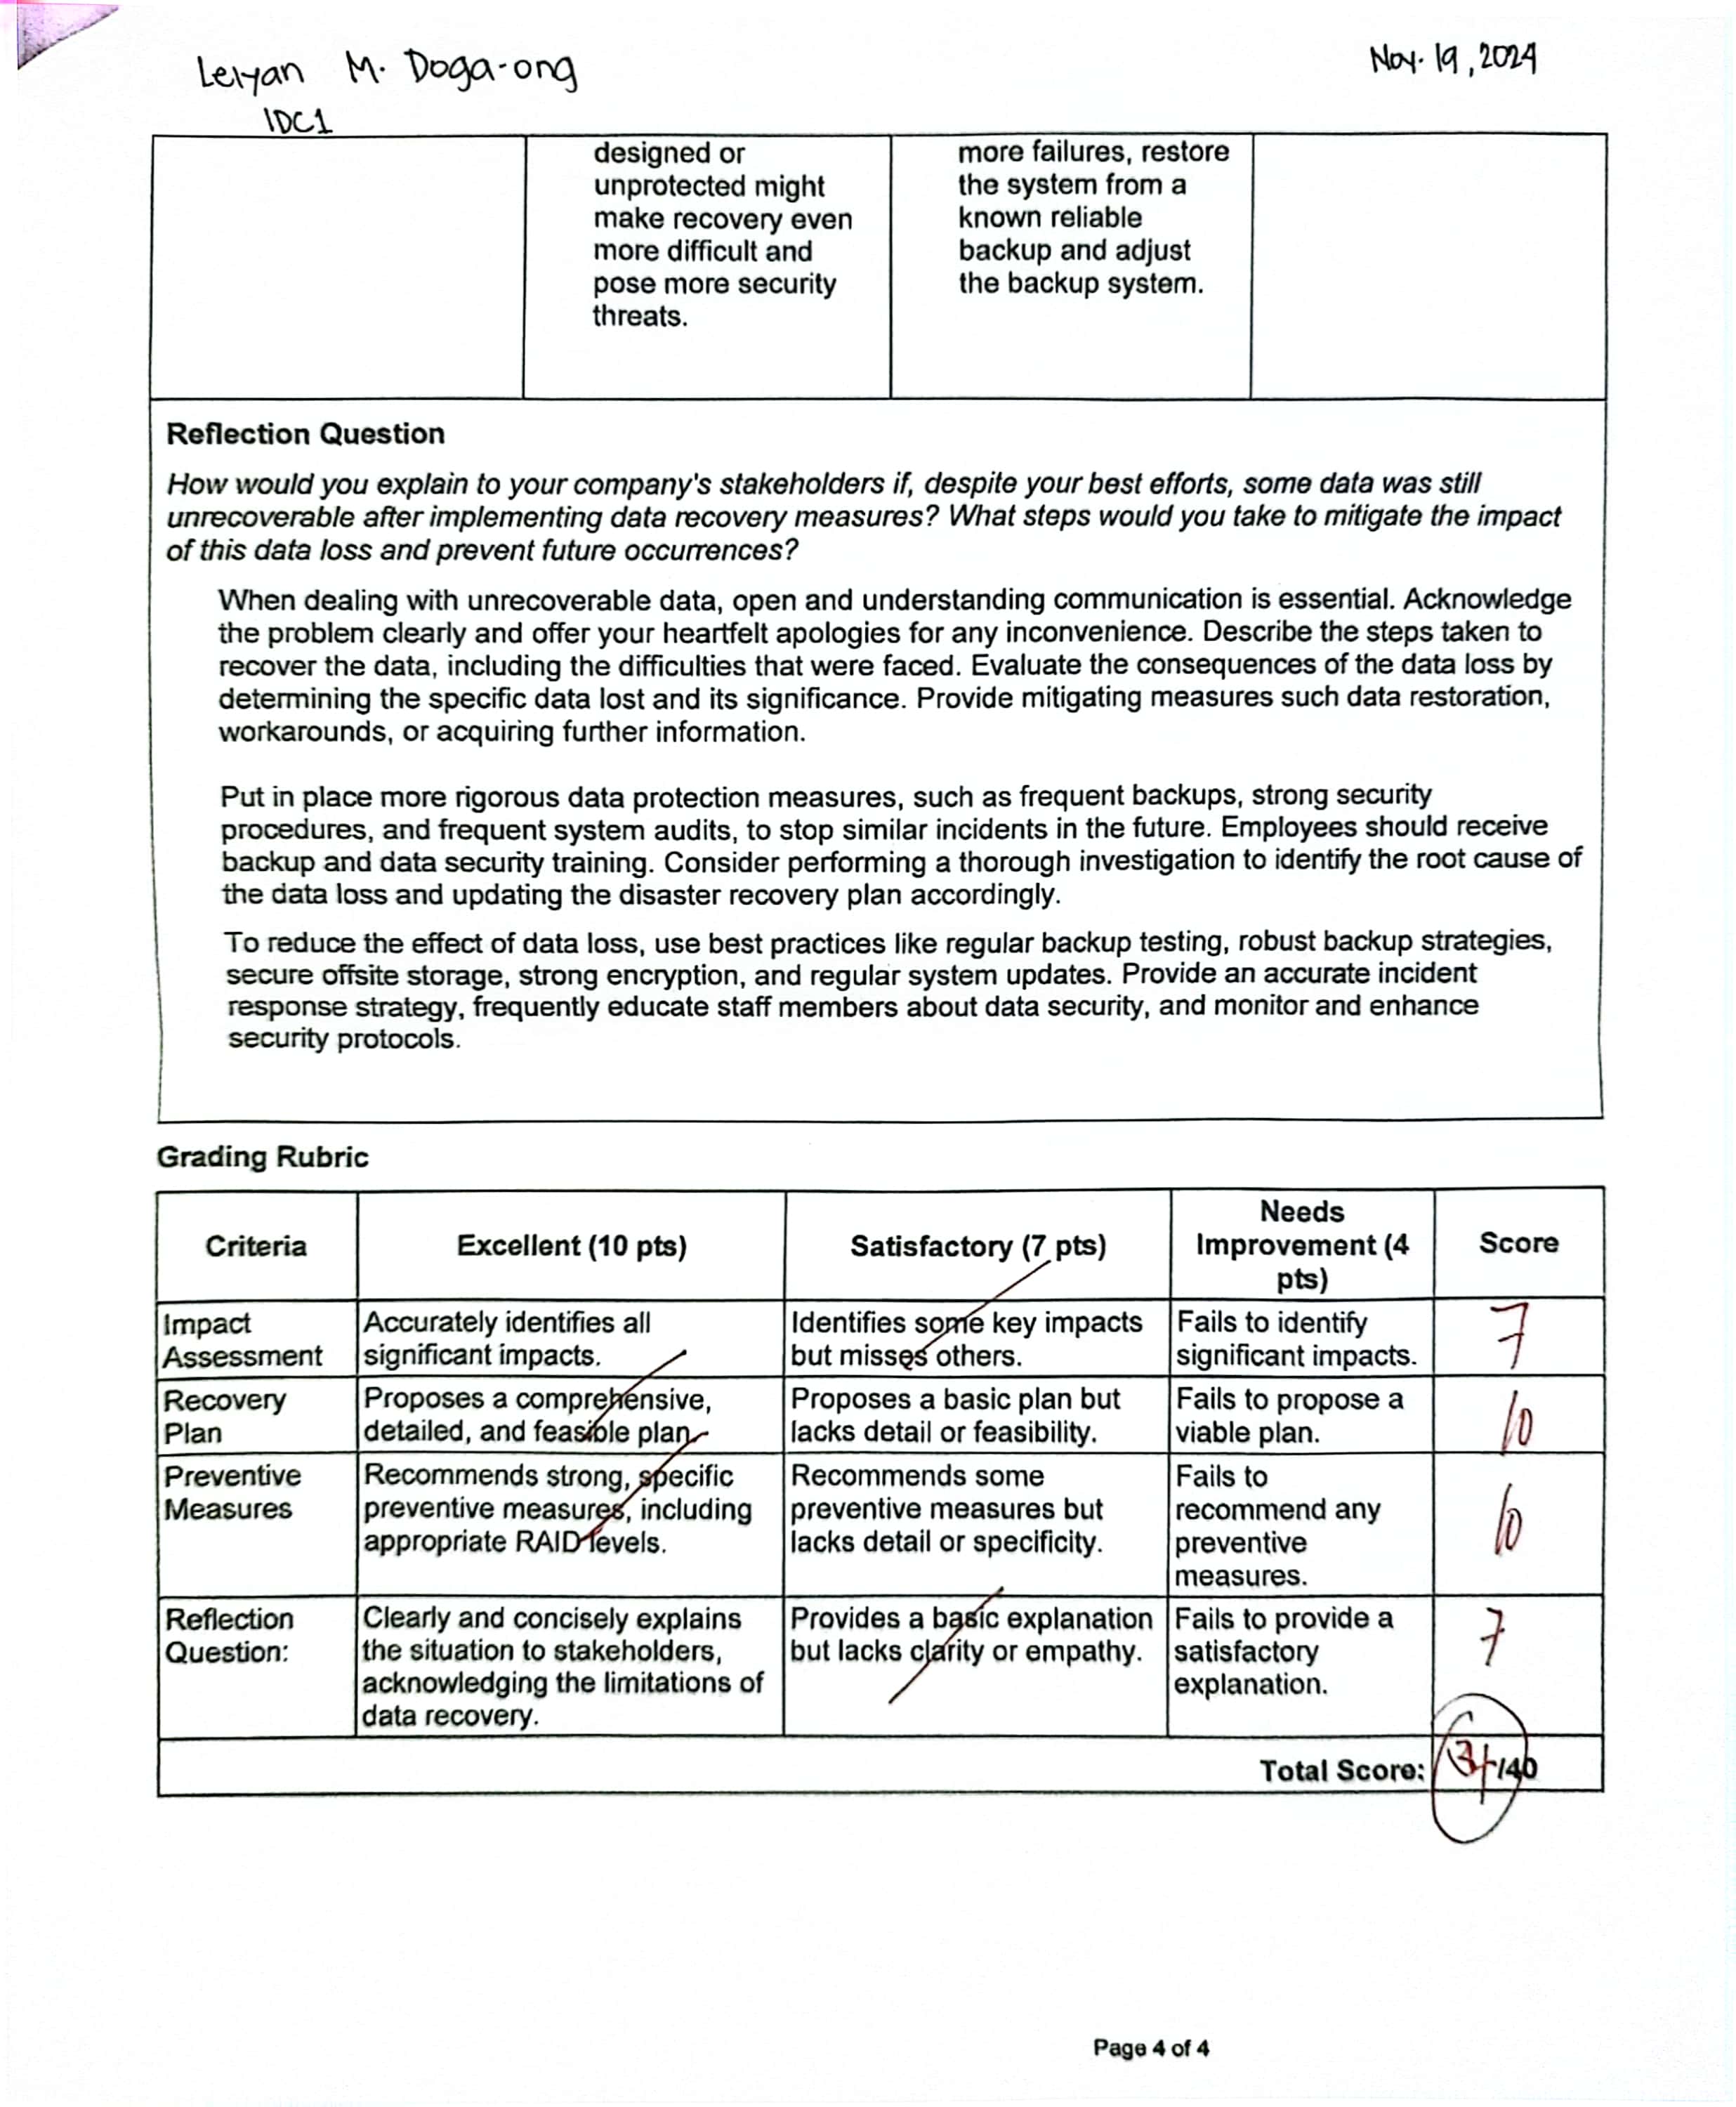 Leiyan M. Doga-ong
Nov. 19, 2024
IDC1
designed or
unprotected might
make recovery even
more difficult and
pose more security
threats.
more failures, restore
the system from a
known reliable
backup and adjust
the backup system.
Reflection Question
How would you explain to your company's stakeholders if, despite your best efforts, some data was still
unrecoverable after implementing data recovery measures? What steps would you take to mitigate the impact
of this data loss and prevent future occurrences?
When dealing with unrecoverable data, open and understanding communication is essential. Acknowledge
the problem clearly and offer your heartfelt apologies for any inconvenience. Describe the steps taken to
recover the data, including the difficulties that were faced. Evaluate the consequences of the data loss by
determining the specific data lost and its significance. Provide mitigating measures such data restoration,
workarounds, or acquiring further information.
Put in place more rigorous data protection measures, such as frequent backups, strong security
procedures, and frequent system audits, to stop similar incidents in the future. Employees should receive
backup and data security training. Consider performing a thorough investigation to identify the root cause of
the data loss and updating the disaster recovery plan accordingly.
To reduce the effect of data loss, use best practices like regular backup testing, robust backup strategies,
secure offsite storage, strong encryption, and regular system updates. Provide an accurate incident
response strategy, frequently educate staff members about data security, and monitor and enhance
security protocols.
Grading Rubric
Criteria
Excellent (10 pts)
Satisfactory (7 pts)
Needs
Improvement (4
pts)
Score
Impact
Assessment
Accurately identifies all
significant impacts.
Identifies some key impacts
but misses others.
Fails to identify
significant impacts.
7
Recovery
Plan
Proposes a comprehensive,
detailed, and feasible plan.
Proposes a basic plan but
lacks detail or feasibility.
Fails to propose a
viable plan.
10
Preventive
Measures
Recommends strong, specific
preventive measures, including
appropriate RAID levels.
Recommends some
preventive measures but
lacks detail or specificity.
Fails to
recommend any
preventive
measures.
10
Reflection
Question:
Clearly and concisely explains
the situation to stakeholders,
acknowledging the limitations of
data recovery.
Provides a basic explanation
but lacks clarity or empathy.
Fails to provide a
satisfactory
explanation.
7
Total Score:
34/40
Page 4 of 4